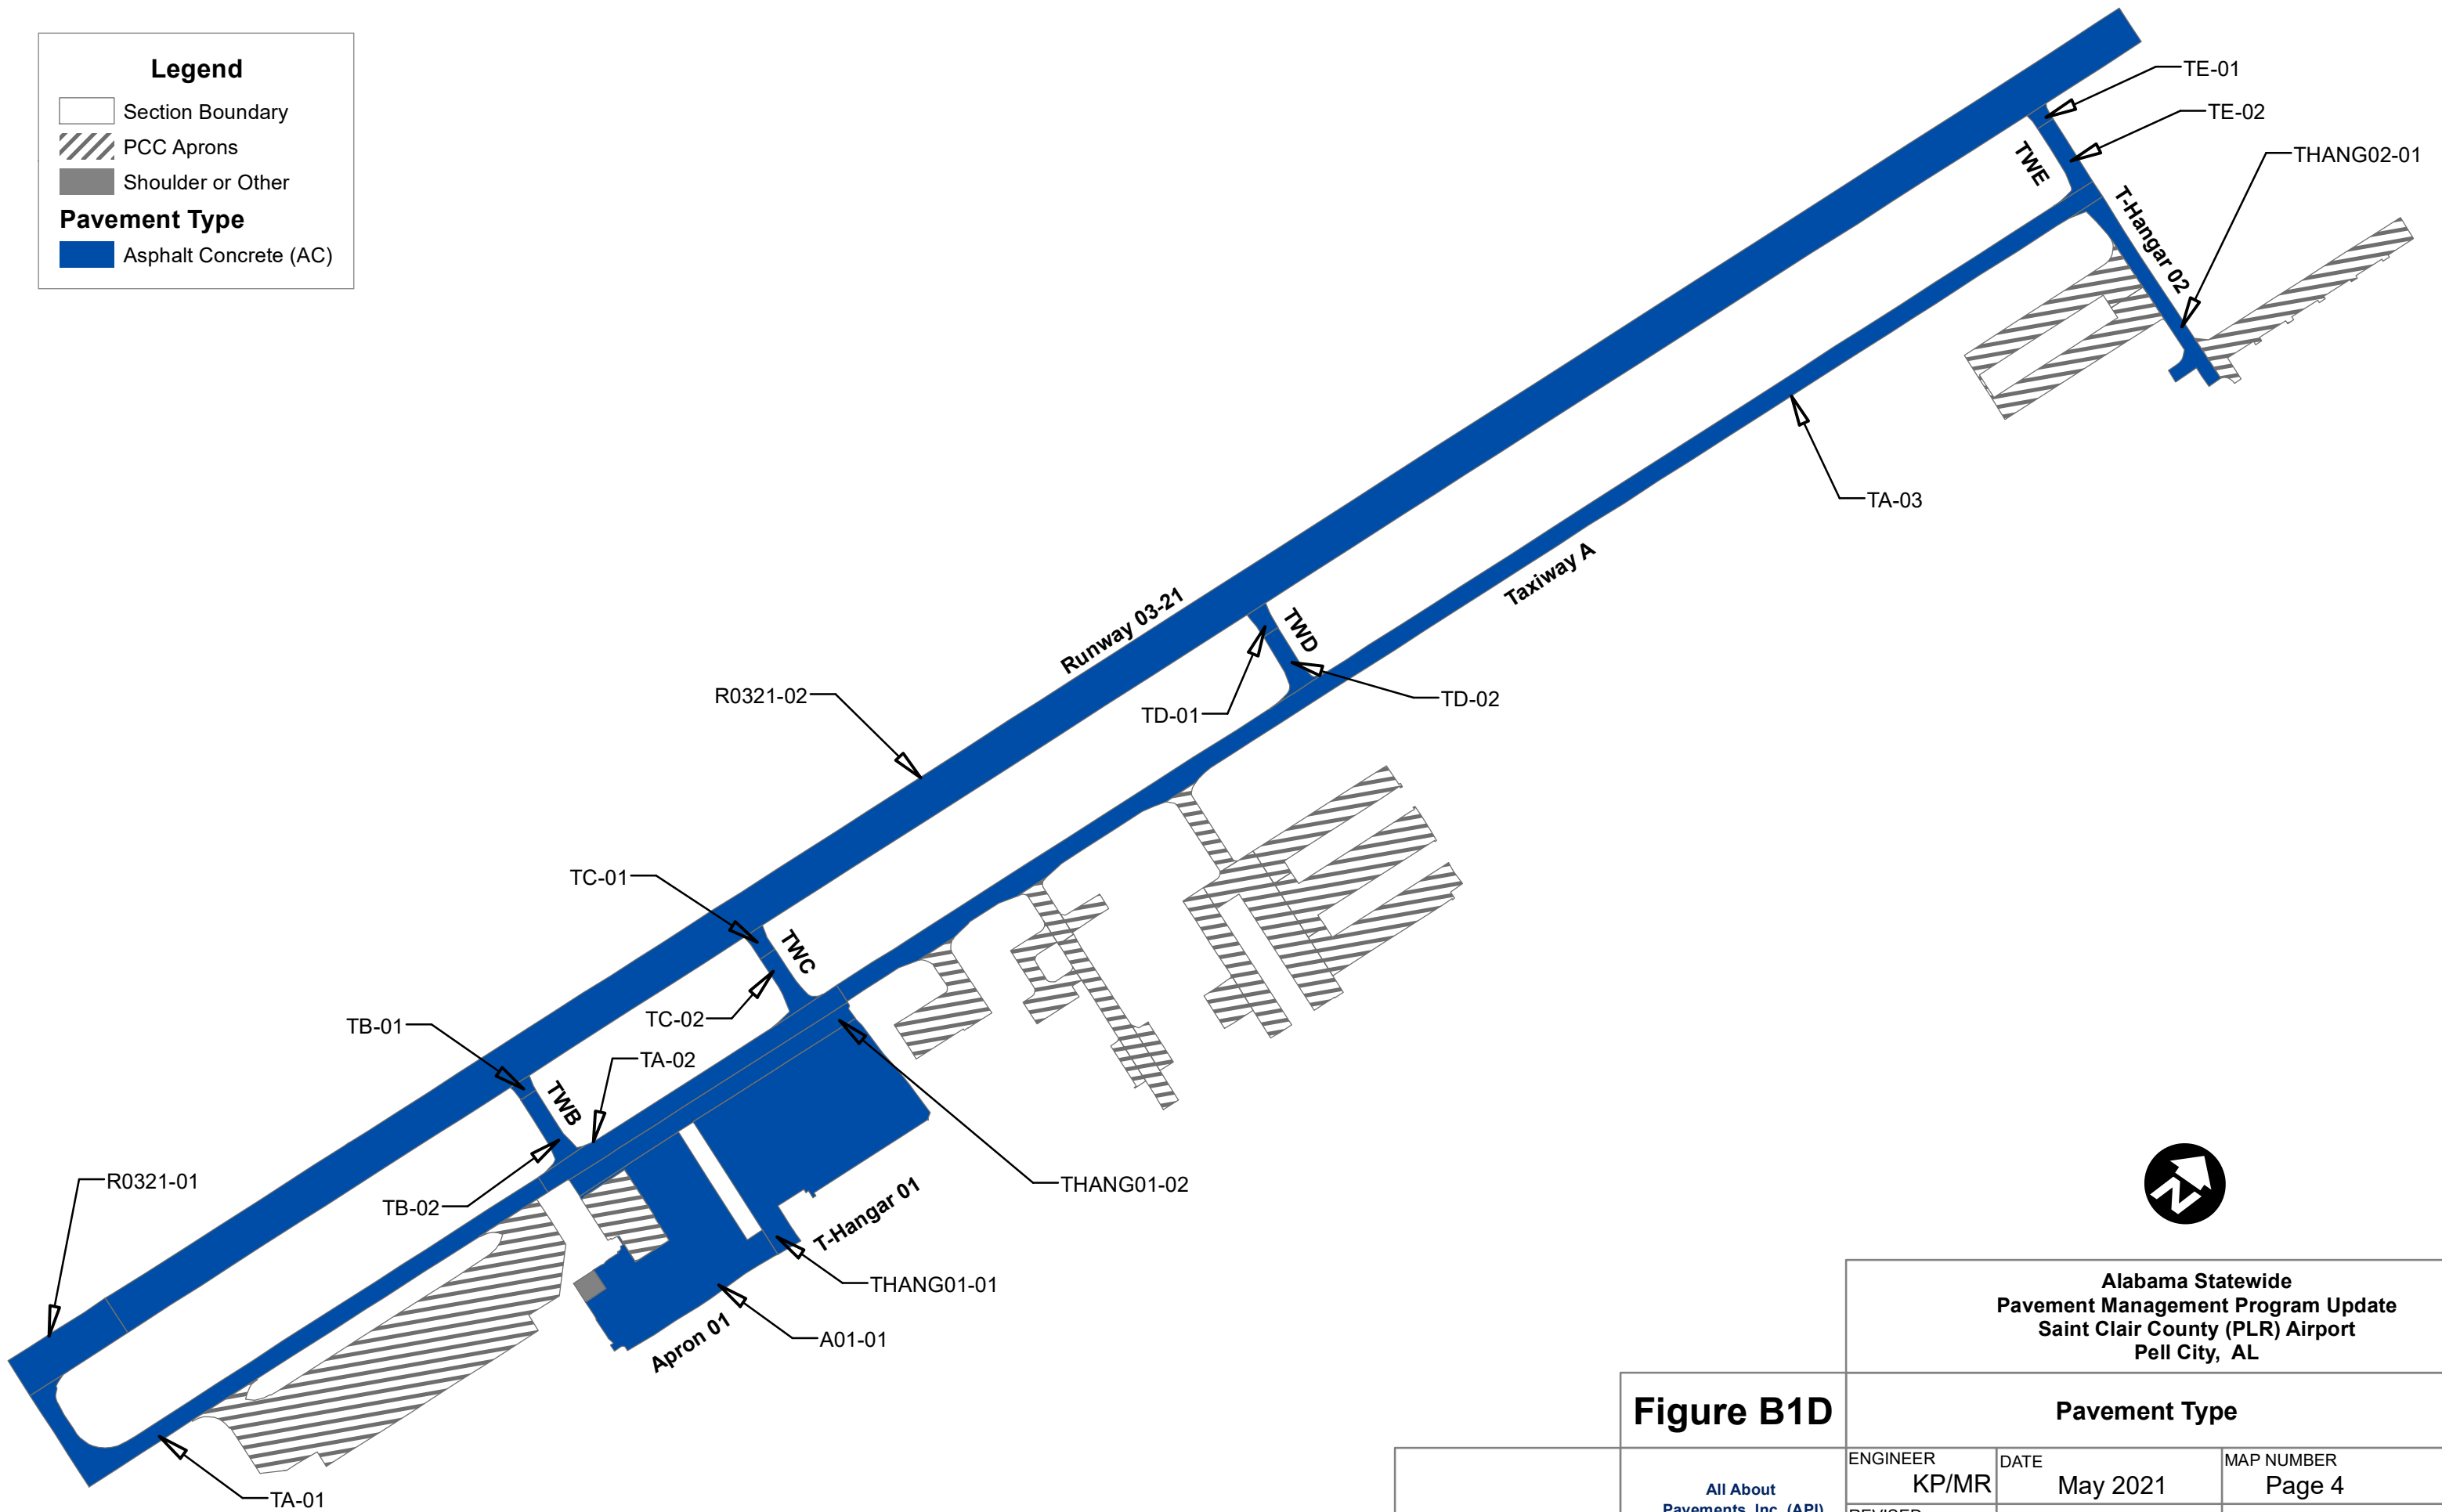 Legend
Section Boundary
PCC Aprons
Shoulder or Other
Pavement Type
Asphalt Concrete (AC)
TE-01
TE-02
THANG02-01
TWE
T-Hangar 02
TA-03
Taxiway A
Runway 03-21
TWD
R0321-02
TD-01
TD-02
TC-01
TWC
TC-02
TB-01
TA-02
TWB
R0321-01
TB-02
THANG01-02
T-Hangar 01
THANG01-01
A01-01
Apron 01
TA-01
N
Alabama Statewide
Pavement Management Program Update
Saint Clair County (PLR) Airport
Pell City, AL
Figure B1D
Pavement Type
ENGINEER
KP/MR
DATE
May 2021
MAP NUMBER
Page 4
All About
Pavements, Inc. (API)
REVISED